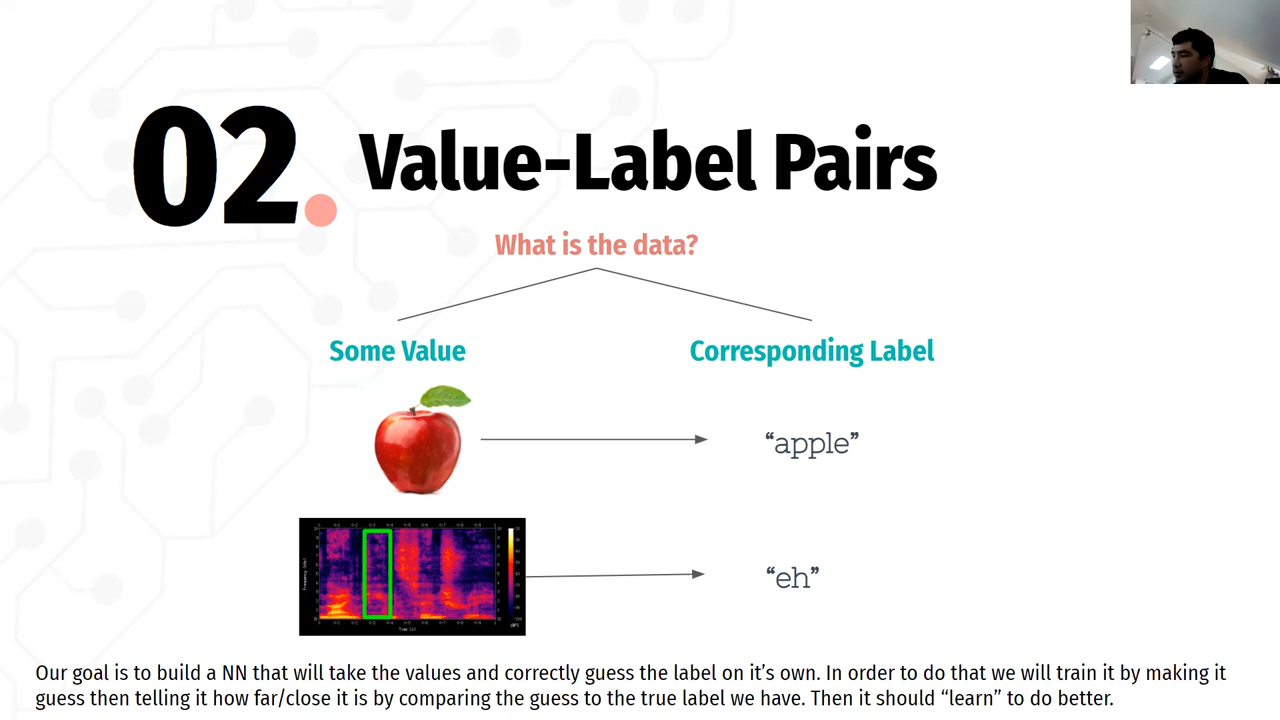 02.
Value-Label Pairs
What is the data?
Some Value
Corresponding Label
“apple”
“eh”
Our goal is to build a NN that will take the values and correctly guess the label on it’s own. In order to do that we will train it by making it
guess then telling it how far/close it is by comparing the guess to the true label we have. Then it should “learn” to do better.